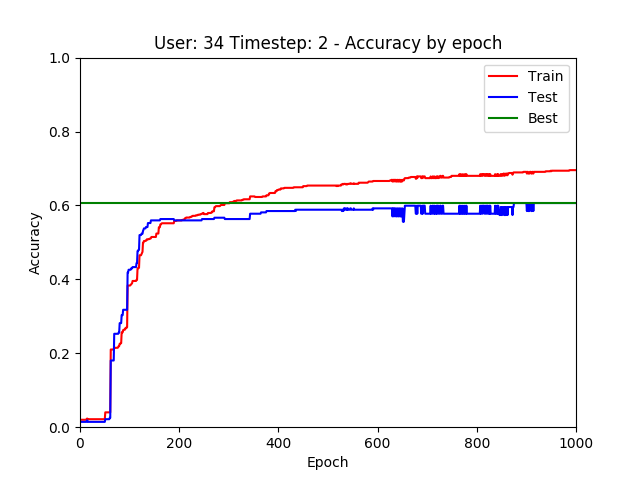 User: 34 Timestep: 2 - Accuracy by epoch
1.0
0.8
0.6
0.4
0.2
0.0
Accuracy
0 200 400 600 800 1000
Epoch
Train
Test
Best